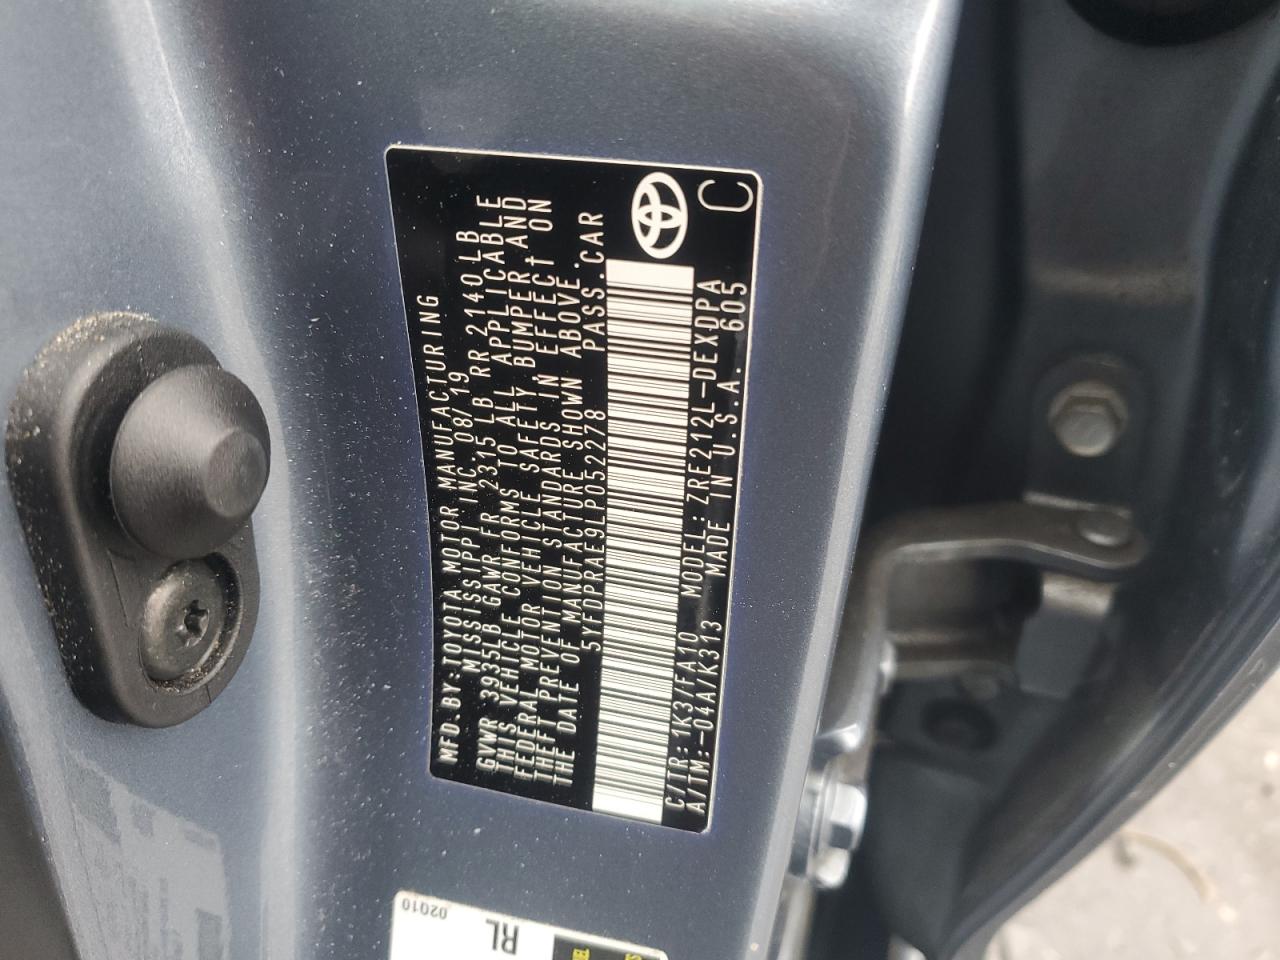 MFD.BY:TOYOTA MOTOR MANUFACTURING
MISSISSIPPI INC. 08/19
GVWR 3935LB GAWR FR 2315 LB RR 2140 LB
THIS VEHICLE CONFORMS TO ALL APPLICABLE
FEDERAL MOTOR VEHICLE SAFETY, BUMPER, AND
THEFT PREVENTION STANDARDS IN EFFECT ON
THE DATE OF MANUFACTURE SHOWN ABOVE.
5YFDPRAE9LP052278 PASS.CAR
C/TR:1K3/FA10 MODEL:ZRE212L-DEXDPA
A/TM:-04A/K313 MADE IN U.S.A. 605
C
02010
RL